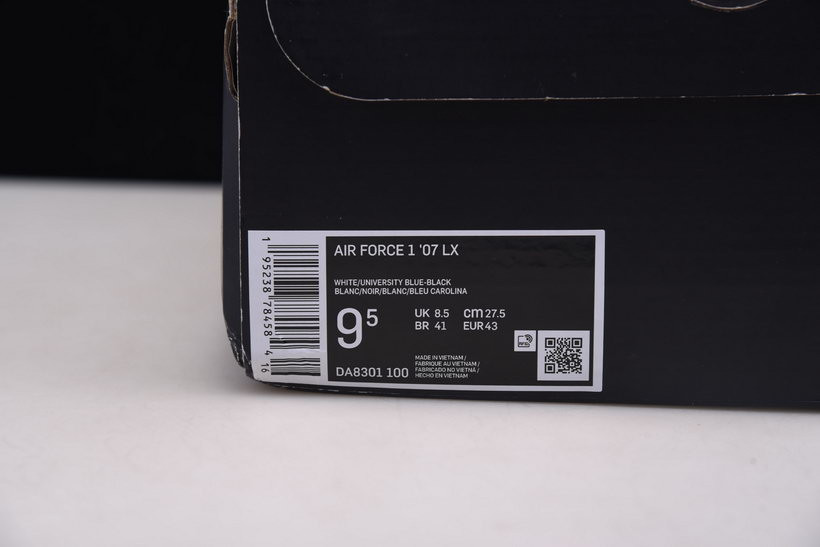 AIR FORCE 1 '07 LX
WHITE/UNIVERSITY BLUE-BLACK
BLANC/NOIR/BLANC/BLEU CAROLINA
9 5
UK 8.5 cm 27.5
BR 41 EUR 43
DA8301 100
MADE IN VIETNAM /
FABRIQUE AU VIETNAM /
FABRICADO NO VIETNÃ /
HECHO EN VIETNAM
1 95238 78458 4 16